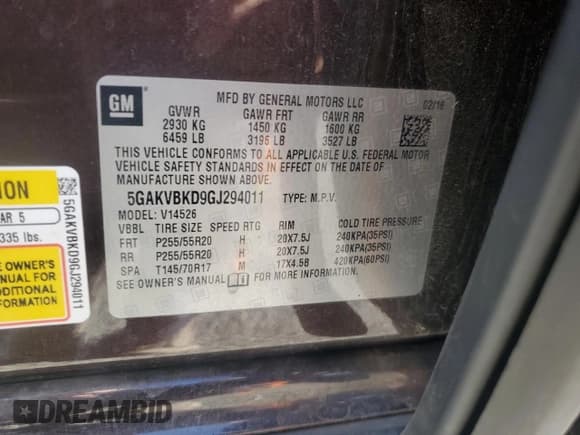 GM
MFD BY GENERAL MOTORS LLC
02/16
GVWR GAWR FRT GAWR RR
2930 KG 1450 KG 1600 KG
6459 LB 3196 LB 3527 LB
THIS VEHICLE CONFORMS TO ALL APPLICABLE U.S. FEDERAL MOTOR
VEHICLE SAFETY STANDARDS IN EFFECT ON THE DATE OF
MANUFACTURE SHOWN ABOVE.
5GAKVBKD9GJ294011 TYPE: M.P.V.
MODEL: V14526
VBBL TIRE SIZE SPEED RTG RIM COLD TIRE PRESSURE
FRT P255/55R20 H 20X7.5J 240KPA(35PSI)
RR P255/55R20 H 20X7.5J 240KPA(35PSI)
SPA T145/70R17 M 17X4.5B 420KPA(60PSI)
SEE OWNER'S MANUAL FOR MORE INFORMATION.
ION
AR 5
335 lbs.
E OWNER'S
ANUAL FOR
DDITIONAL
5GAKVBKD9GJ294011
DREAMBID